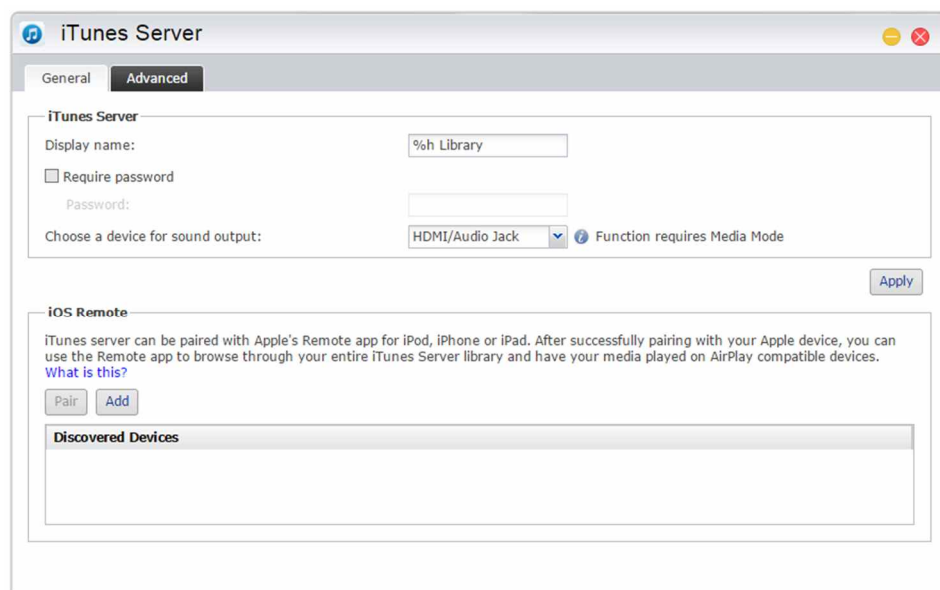 iTunes Server
General
Advanced
iTunes Server
Display name:
%h Library
Require password
Password:
Choose a device for sound output:
HDMI/Audio Jack
Function requires Media Mode
Apply
iOS Remote
iTunes server can be paired with Apple's Remote app for iPod, iPhone or iPad. After successfully pairing with your Apple device, you can
use the Remote app to browse through your entire iTunes Server library and have your media played on AirPlay compatible devices.
What is this?
Pair
Add
Discovered Devices